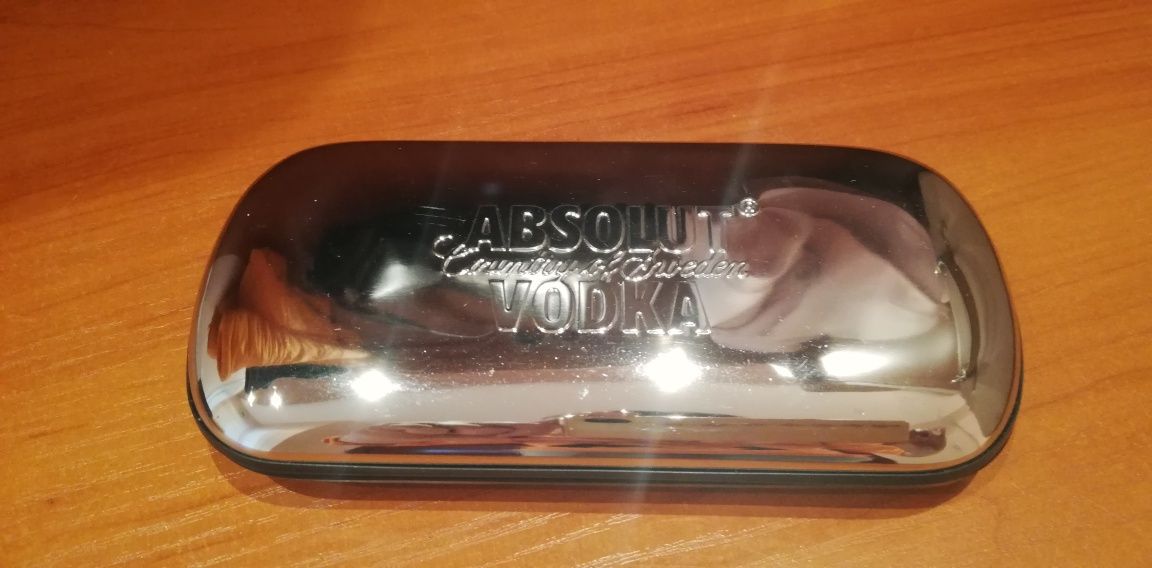 ABSOLUT®
Country of Sweden
VODKA